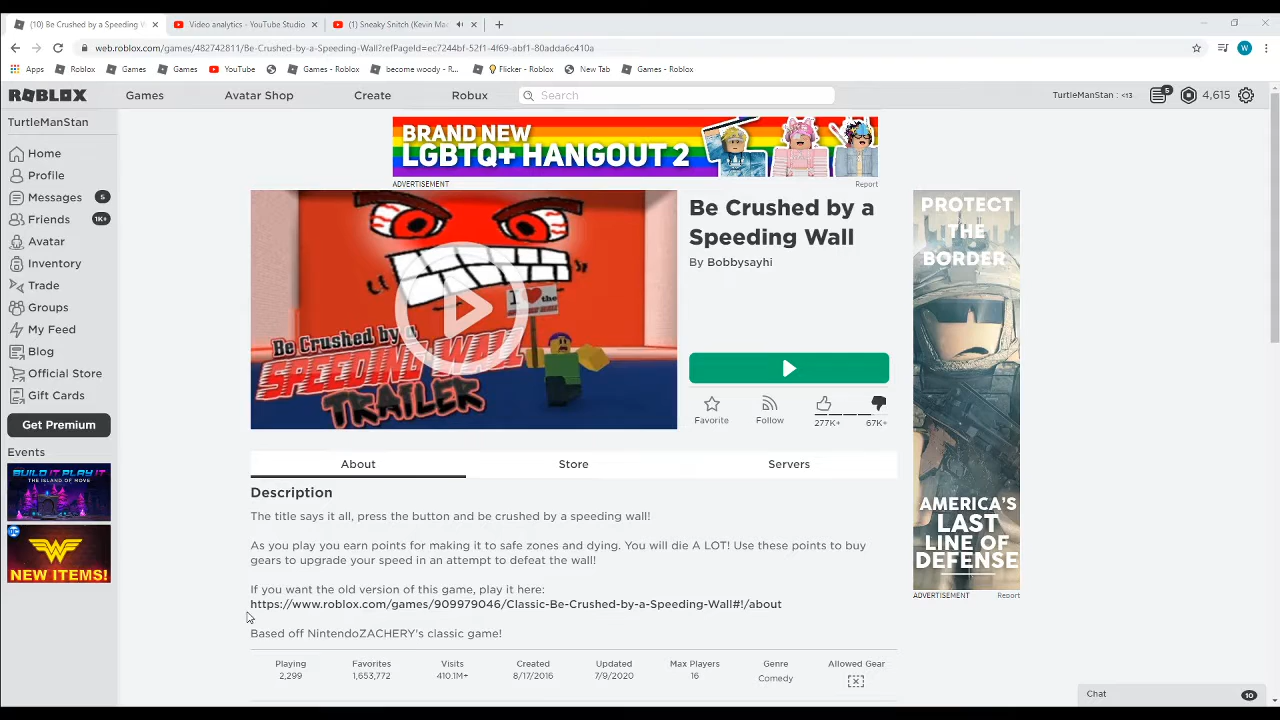 (10) Be Crushed by a Speeding W
Video analytics - YouTube Studio
(1) Sneaky Snitch (Kevin Mac
web.roblox.com/games/482742811/Be-Crushed-by-a-Speeding-Wall?refPageId=ec7244bf-52f1-4f69-abf1-80adda6c410a
W
Apps
Roblox
Games
Games
YouTube
Games - Roblox
become woody - R...
Flicker - Roblox
New Tab
Games - Roblox
ROBLOX
Games
Avatar Shop
Create
Robux
Search
TurtleManStan : <13
5
4,615
TurtleManStan
Home
Profile
Messages
5
Friends
1K+
Avatar
Inventory
Trade
Groups
My Feed
Blog
Official Store
Gift Cards
Get Premium
Events
BUILD IT PLAY IT
THE ISLAND OF MOVE
DC
NEW ITEMS!
BRAND NEW
LGBTQ+ HANGOUT 2
ADVERTISEMENT
Report
I the
Be Crushed by a
SPEEDING WALL
TRAILER
Be Crushed by a
Speeding Wall
By Bobbysayhi
Favorite
Follow
277K+
67K+
About
Store
Servers
Description
The title says it all, press the button and be crushed by a speeding wall!
As you play you earn points for making it to safe zones and dying. You will die A LOT! Use these points to buy
to upgrade your speed in an attempt to defeat the wall!
If you want the old version of this game, play it here:
https://www.roblox.com/games/909979046/Classic-Be-Crushed-by-a-Speeding-Wall#!/about
Based off NintendoZACHERY's classic game!
Playing
Favorites
Visits
Created
Updated
Max Players
Genre
Allowed Gear
2,299
1,653,772
410.1M+
8/17/2016
7/9/2020
16
Comedy
PROTECT
THE
BORDER
AMERICA'S
LAST
LINE OF
DEFENSE
ADVERTISEMENT
Report
Chat
10